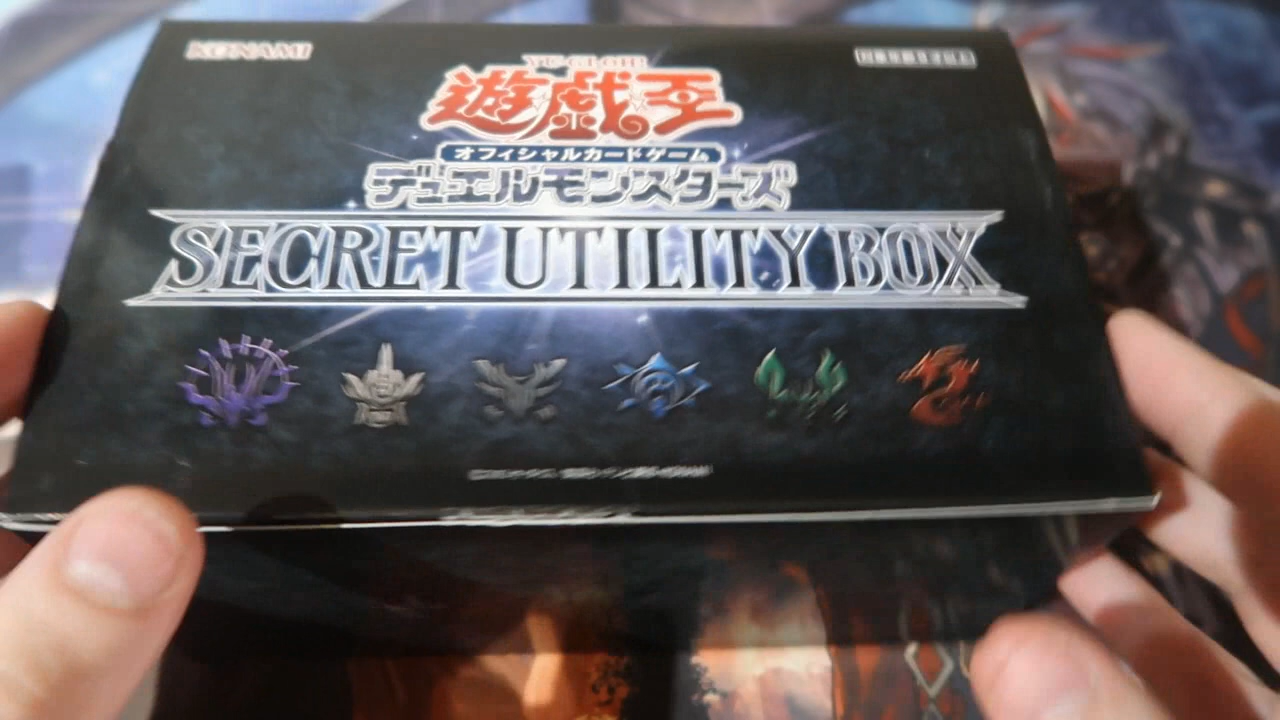 KONAMI
YU-GI-OH!
遊戯王
オフィシャルカードゲーム
デュエルモンスターズ
SECRET UTILITY BOX